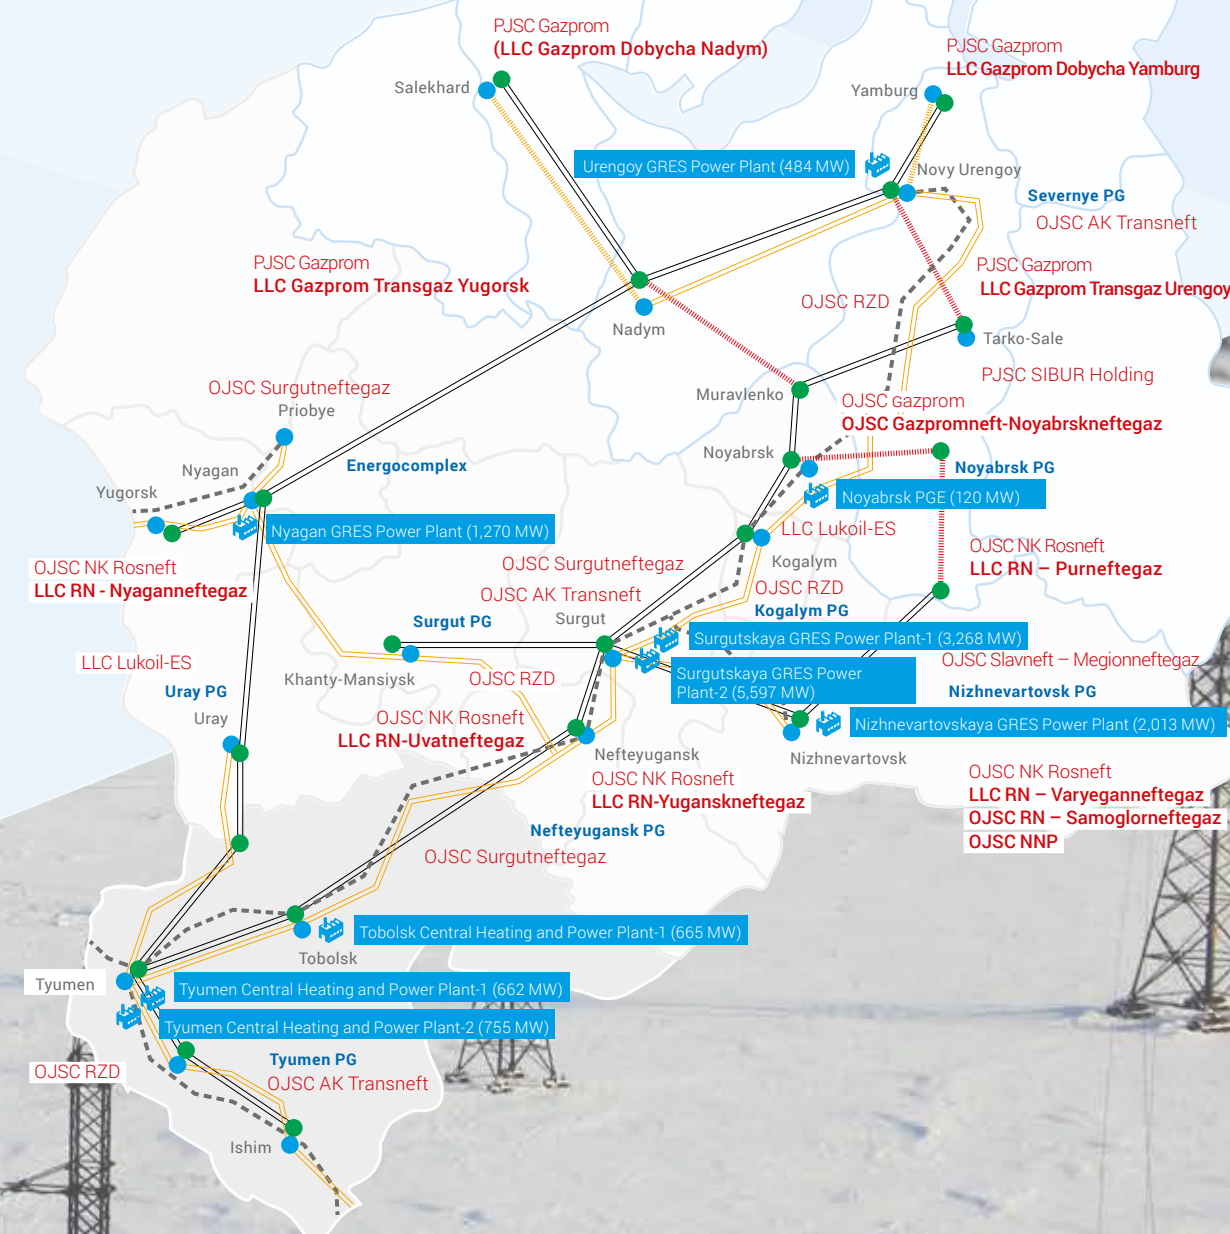 PJSC Gazprom
(LLC Gazprom Dobycha Nadym)
PJSC Gazprom
LLC Gazprom Dobycha Yamburg
Salekhard
Yamburg
Urengoy GRES Power Plant (484 MW)
Novy Urengoy
Severnye PG
OJSC AK Transneft
PJSC Gazprom
LLC Gazprom Transgaz Yugorsk
PJSC Gazprom
LLC Gazprom Transgaz Urengoy
OJSC RZD
Nadym
Tarko-Sale
PJSC SIBUR Holding
OJSC Surgutneftegaz
Priobye
Muravlenko
OJSC Gazprom
OJSC Gazpromneft-Noyabrskneftegaz
Noyabrsk
Nyagan
Energocomplex
Noyabrsk PG
Yugorsk
Noyabrsk PGE (120 MW)
Nyagan GRES Power Plant (1,270 MW)
LLC Lukoil-ES
OJSC NK Rosneft
LLC RN – Purneftegaz
OJSC NK Rosneft
LLC RN - Nyaganneftegaz
OJSC Surgutneftegaz
Kogalym
OJSC AK Transneft
OJSC RZD
Kogalym PG
Surgut PG
Surgut
Surgutskaya GRES Power Plant-1 (3,268 MW)
LLC Lukoil-ES
OJSC Slavneft – Megionneftegaz
Khanty-Mansiysk
OJSC RZD
Surgutskaya GRES Power
Plant-2 (5,597 MW)
Uray PG
Nizhnevartovsk PG
Uray
OJSC NK Rosneft
LLC RN-Uvatneftegaz
Nizhnevartovskaya GRES Power Plant (2,013 MW)
Nefteyugansk
Nizhnevartovsk
OJSC NK Rosneft
LLC RN-Yuganskneftegaz
OJSC NK Rosneft
LLC RN – Varyeganneftegaz
OJSC RN – Samoglorneftegaz
OJSC NNP
Nefteyugansk PG
OJSC Surgutneftegaz
Tobolsk Central Heating and Power Plant-1 (665 MW)
Tobolsk
Tyumen
Tyumen Central Heating and Power Plant-1 (662 MW)
Tyumen Central Heating and Power Plant-2 (755 MW)
Tyumen PG
OJSC RZD
OJSC AK Transneft
Ishim